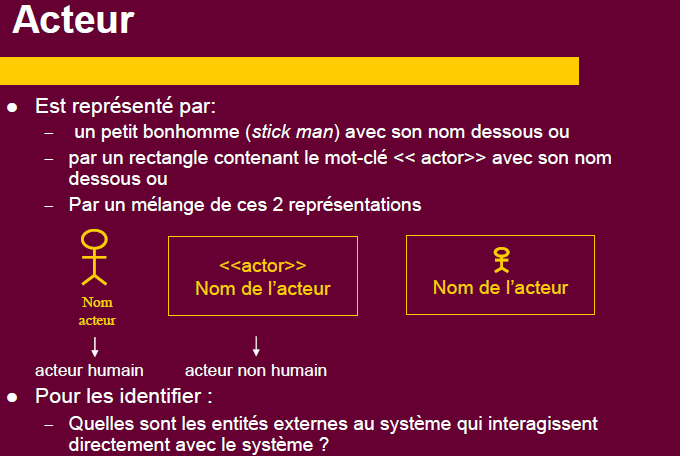 Acteur
● Est représenté par:
– un petit bonhomme (stick man) avec son nom dessous ou
– par un rectangle contenant le mot-clé << actor>> avec son nom
dessous ou
– Par un mélange de ces 2 représentations
Nom
acteur
<<actor>>
Nom de l'acteur
Nom de l'acteur
acteur humain
acteur non humain
● Pour les identifier :
– Quelles sont les entités externes au système qui interagissent
directement avec le système ?